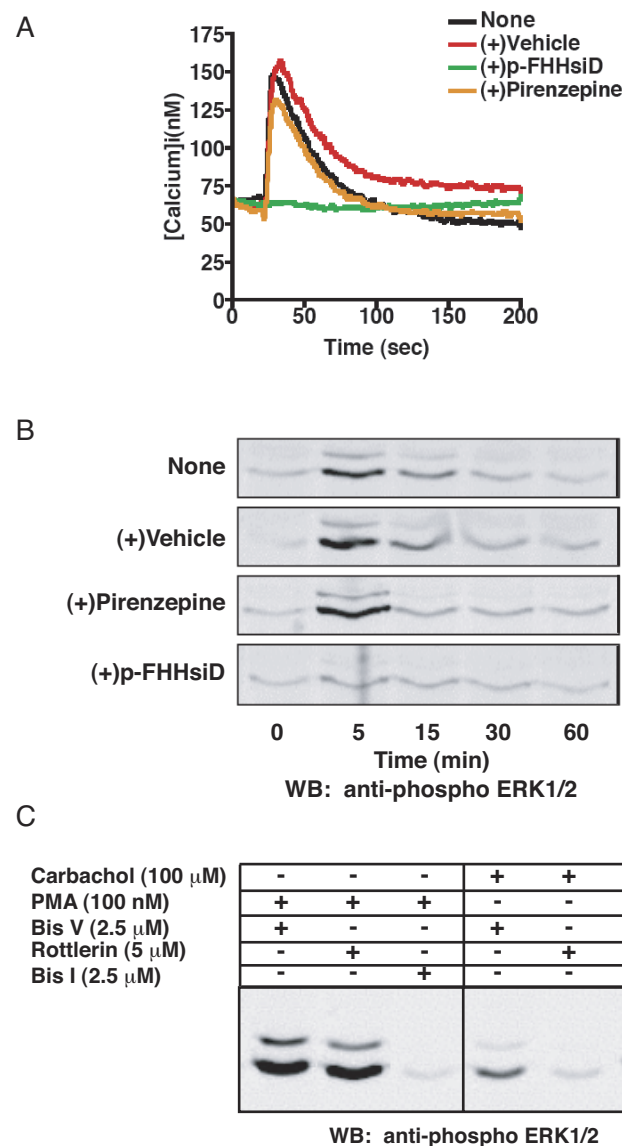 A
None
(+)Vehicle
(+)p-FHHsiD
(+)Pirenzepine
175
150
125
100
75
50
25
0
[Calcium]i(nM)
0 50 100 150 200
Time (sec)
B
None
(+)Vehicle
(+)Pirenzepine
(+)p-FHHsiD
0 5 15 30 60
Time (min)
WB: anti-phospho ERK1/2
C
Carbachol (100 μM) - - - + +
PMA (100 nM) + + + - -
Bis V (2.5 μM) + - - + -
Rottlerin (5 μM) - + - - +
Bis I (2.5 μM) - - + - -
WB: anti-phospho ERK1/2